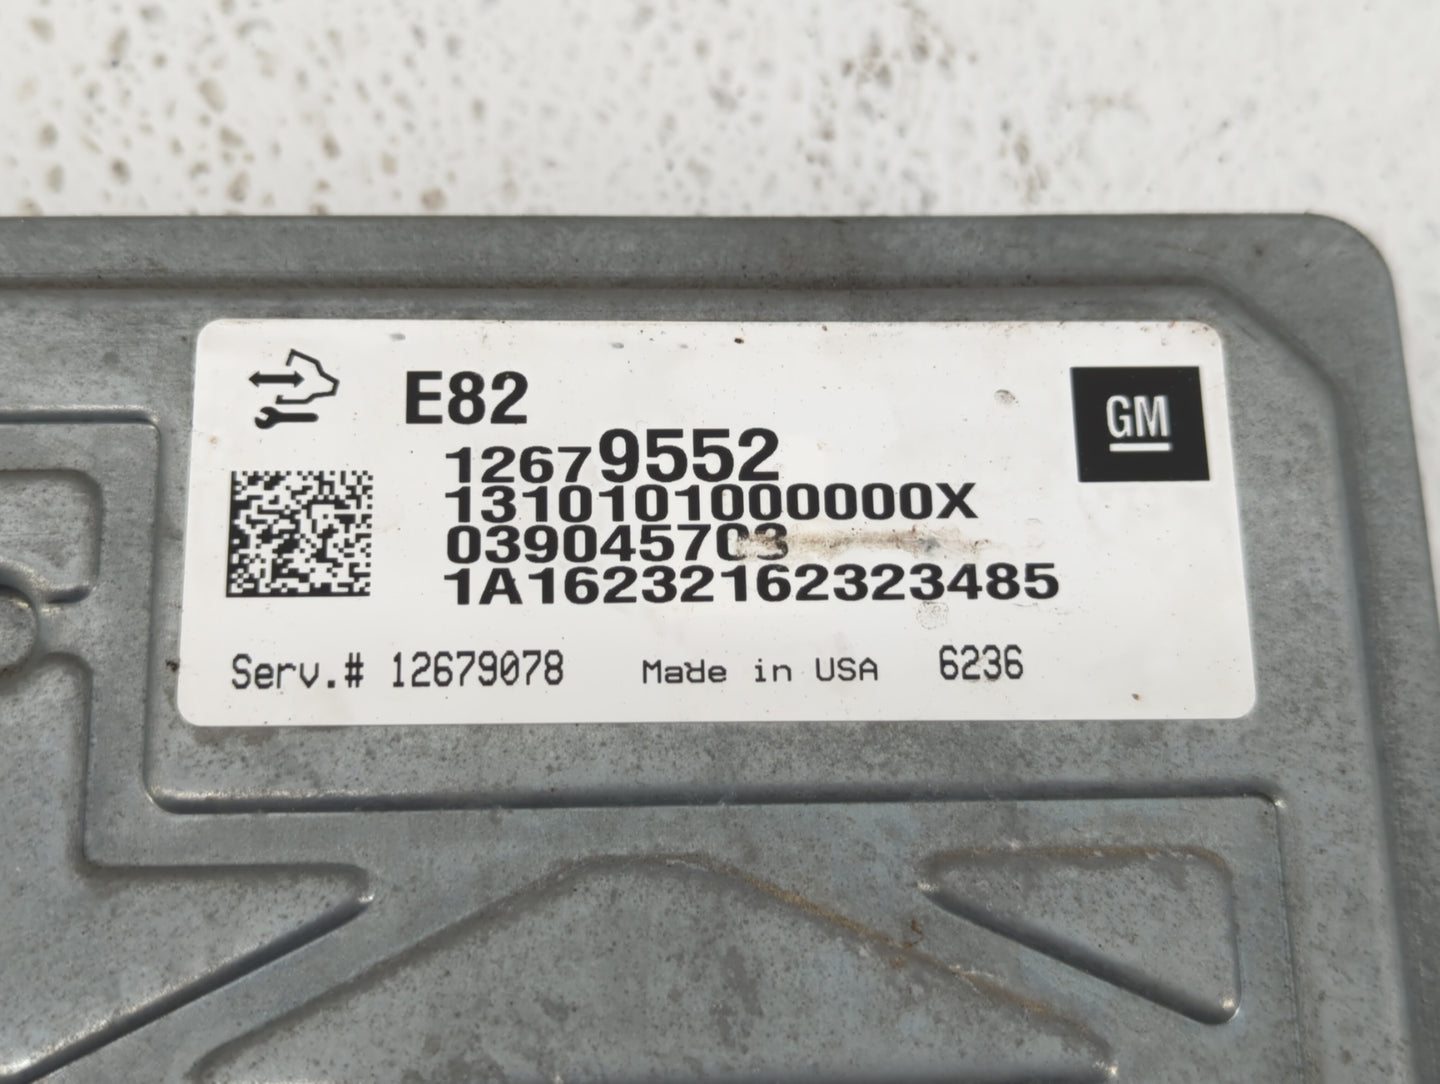 E82
GM
12679552
1310101000000X
039045703
1A16232162323485
Serv.# 12679078 Made in USA 6236